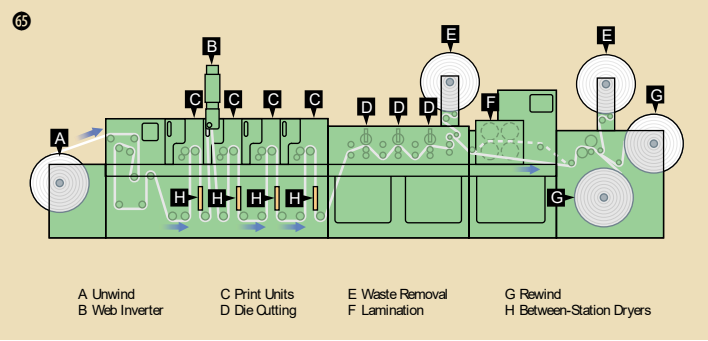 65
B
E
E
C
C
C
C
G
D
D
D
F
A
H
H
H
H
G
A Unwind
B Web Inverter
C Print Units
D Die Cutting
E Waste Removal
F Lamination
G Rewind
H Between-Station Dryers